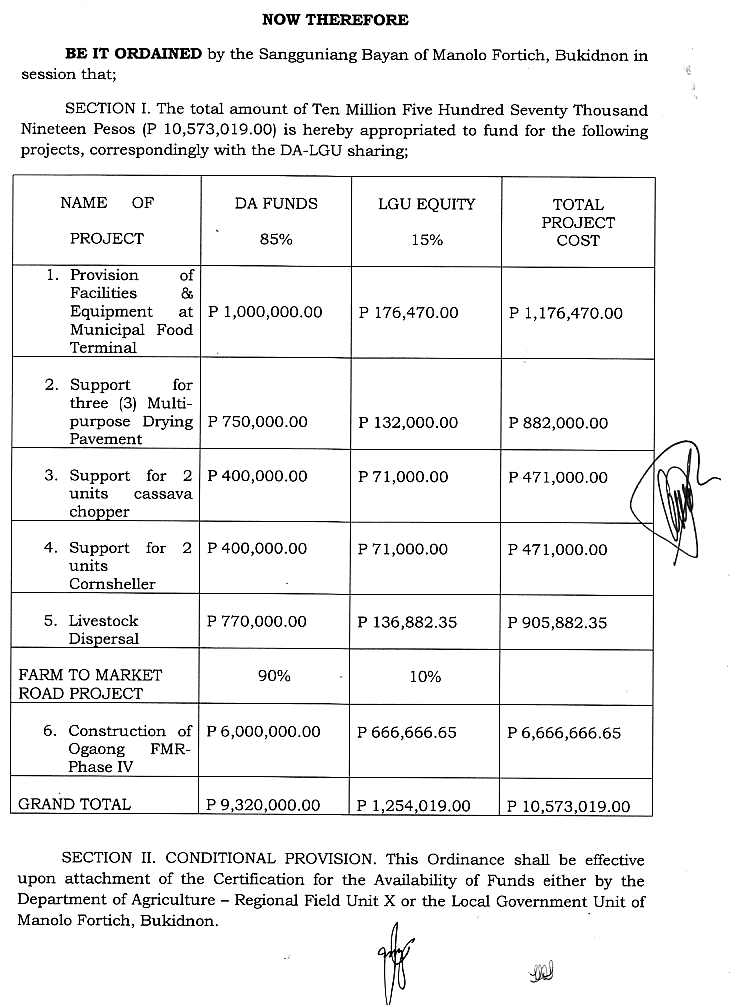 NOW THEREFORE
BE IT ORDAINED by the Sangguniang Bayan of Manolo Fortich, Bukidnon in
session that;
SECTION I. The total amount of Ten Million Five Hundred Seventy Thousand
Nineteen Pesos (P 10,573,019.00) is hereby appropriated to fund for the following
projects, correspondingly with the DA-LGU sharing;
NAME OF
PROJECT
DA FUNDS
85%
LGU EQUITY
15%
TOTAL
PROJECT
COST
1. Provision of
Facilities &
Equipment at
Municipal Food
Terminal
P 1,000,000.00
P 176,470.00
P 1,176,470.00
2. Support for
three (3) Multi-
purpose Drying
Pavement
P 750,000.00
P 132,000.00
P 882,000.00
3. Support for 2
units cassava
chopper
P 400,000.00
P 71,000.00
P 471,000.00
4. Support for 2
units
Cornsheller
P 400,000.00
P 71,000.00
P 471,000.00
5. Livestock
Dispersal
P 770,000.00
P 136,882.35
P 905,882.35
FARM TO MARKET
ROAD PROJECT
90%
10%
6. Construction of
Ogaong FMR-
Phase IV
P 6,000,000.00
P 666,666.65
P 6,666,666.65
GRAND TOTAL
P 9,320,000.00
P 1,254,019.00
P 10,573,019.00
SECTION II. CONDITIONAL PROVISION. This Ordinance shall be effective
upon attachment of the Certification for the Availability of Funds either by the
Department of Agriculture – Regional Field Unit X or the Local Government Unit of
Manolo Fortich, Bukidnon.